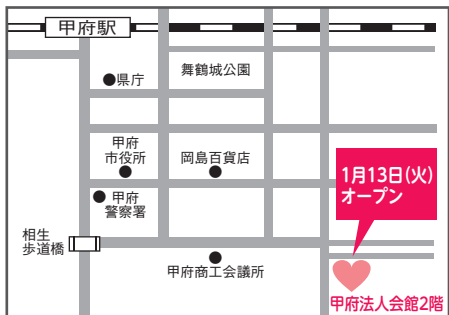 甲府駅
県庁
舞鶴城公園
甲府
市役所
岡島百貨店
1月13日(火)
オープン
甲府
警察署
相生
歩道橋
甲府商工会議所
甲府法人会館2階